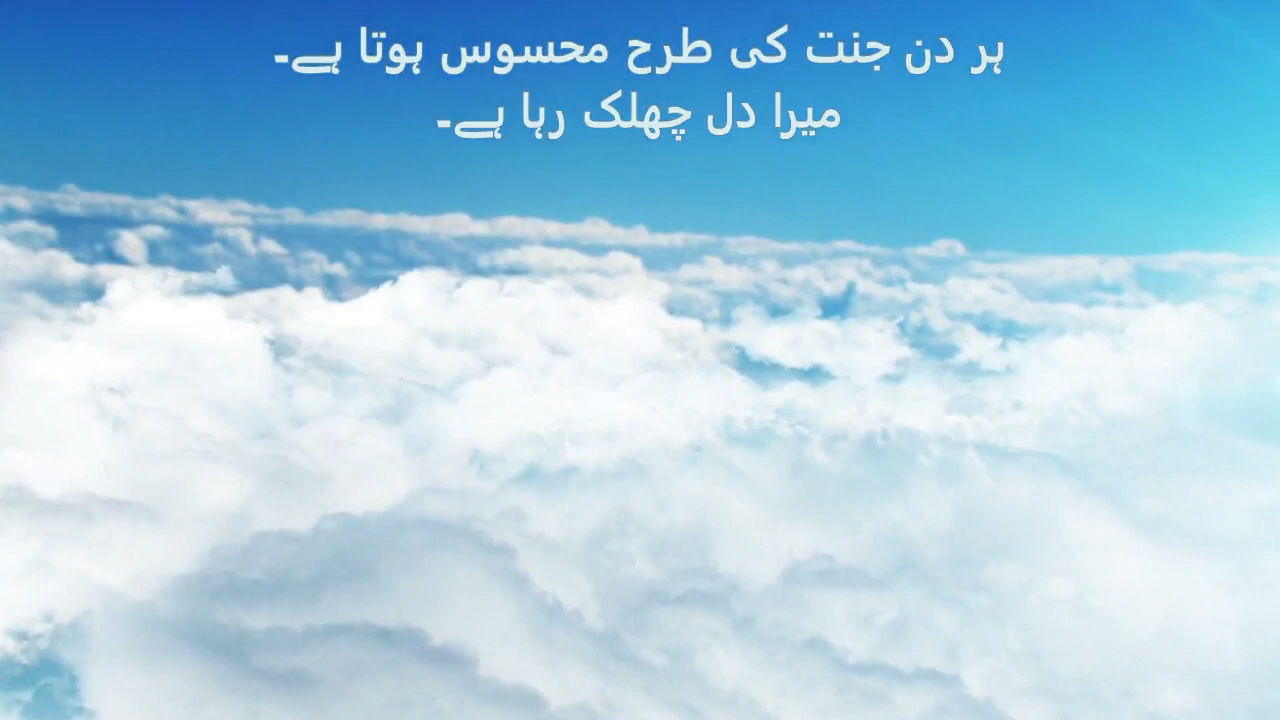 ہر دن جنت کی طرح محسوس ہوتا ہے۔
میرا دل چھلک رہا ہے۔